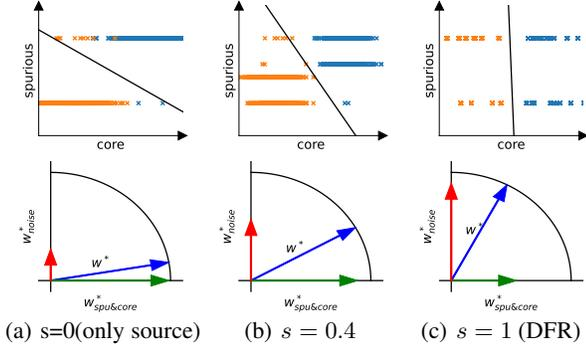 spurious
core
spurious
core
spurious
core
w*noise
w*
w*spu&core
w*noise
w*
w*spu&core
w*noise
w*
w*spu&core
(a) s=0(only source)
(b) s = 0.4
(c) s = 1 (DFR)